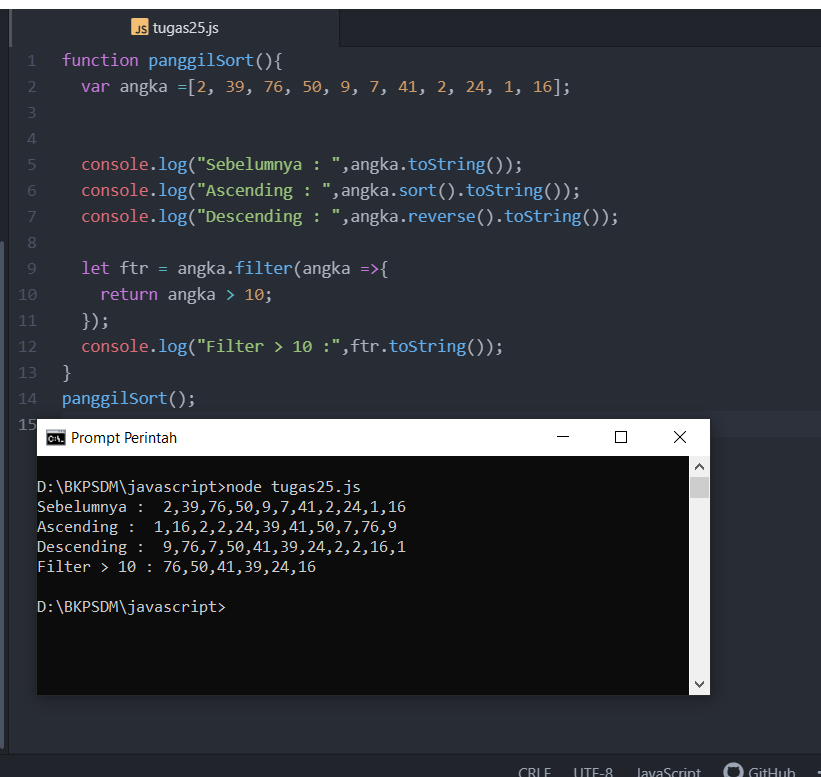 JS tugas25.js
1 function panggilSort(){
2 var angka =[2, 39, 76, 50, 9, 7, 41, 2, 24, 1, 16];
3
4
5 console.log("Sebelumnya : ",angka.toString());
6 console.log("Ascending : ",angka.sort().toString());
7 console.log("Descending : ",angka.reverse().toString());
8
9 let ftr = angka.filter(angka =>{
10 return angka > 10;
11 });
12 console.log("Filter > 10 :",ftr.toString());
13 }
14 panggilSort();
15
C:\. Prompt Perintah
D:\BKPSDM\javascript>node tugas25.js
Sebelumnya :  2,39,76,50,9,7,41,2,24,1,16
Ascending :  1,16,2,2,24,39,41,50,7,76,9
Descending :  9,76,7,50,41,39,24,2,2,16,1
Filter > 10 : 76,50,41,39,24,16
D:\BKPSDM\javascript>
CRLF UTF-8 JavaScript GitHub